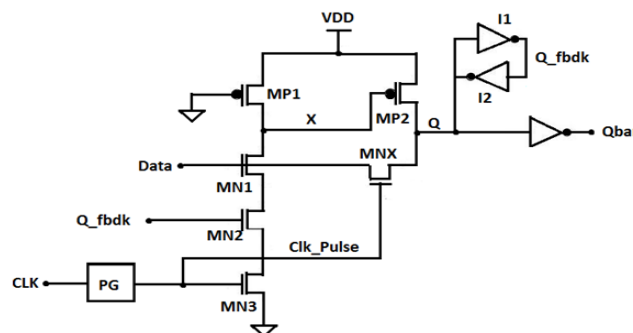 VDD
I1
Q_fbdk
I2
MP1
MP2
X
Q
Qba
MNX
Data
MN1
Q_fbdk
MN2
Clk_Pulse
CLK
PG
MN3